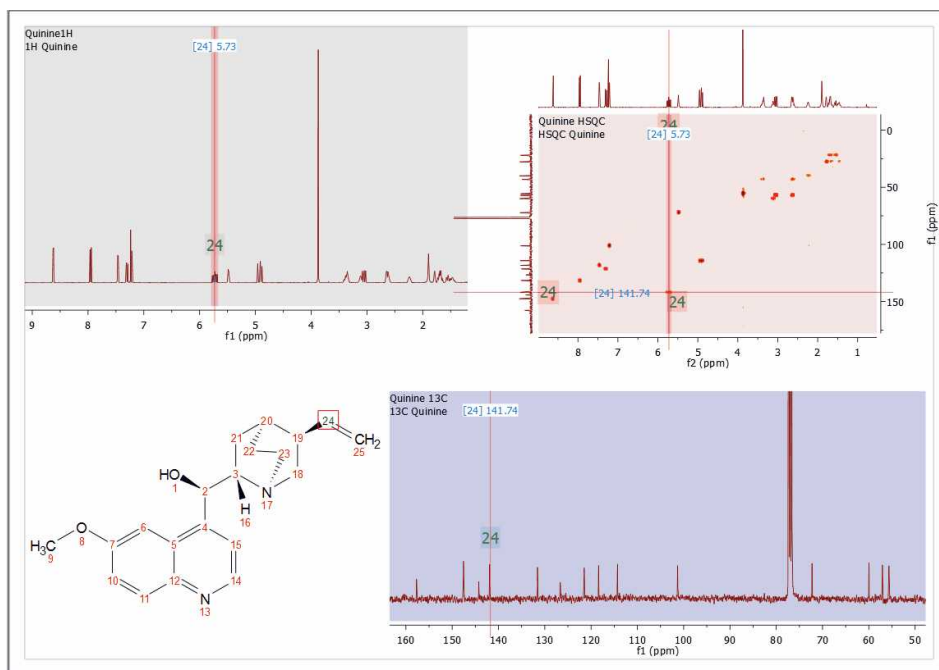 Quinine1H
1H Quinine
[24] 5.73
24
9 8 7 6 5 4 3 2
f1 (ppm)
Quinine HSQC
HSQC Quinine
24
[24] 5.73
24
[24] 141.74
24
0
50
100
150
f1 (ppm)
8 7 6 5 4 3 2 1
f2 (ppm)
Quinine 13C
13C Quinine
[24] 141.74
24
160 150 140 130 120 110 100 90 80 70 60 50
f1 (ppm)
20
24
21
19
CH2
22
23
25
HO
3
18
1
2
N
H
17
16
O
4
8
6
15
H3C
7
5
9
10
12
14
11
N
13